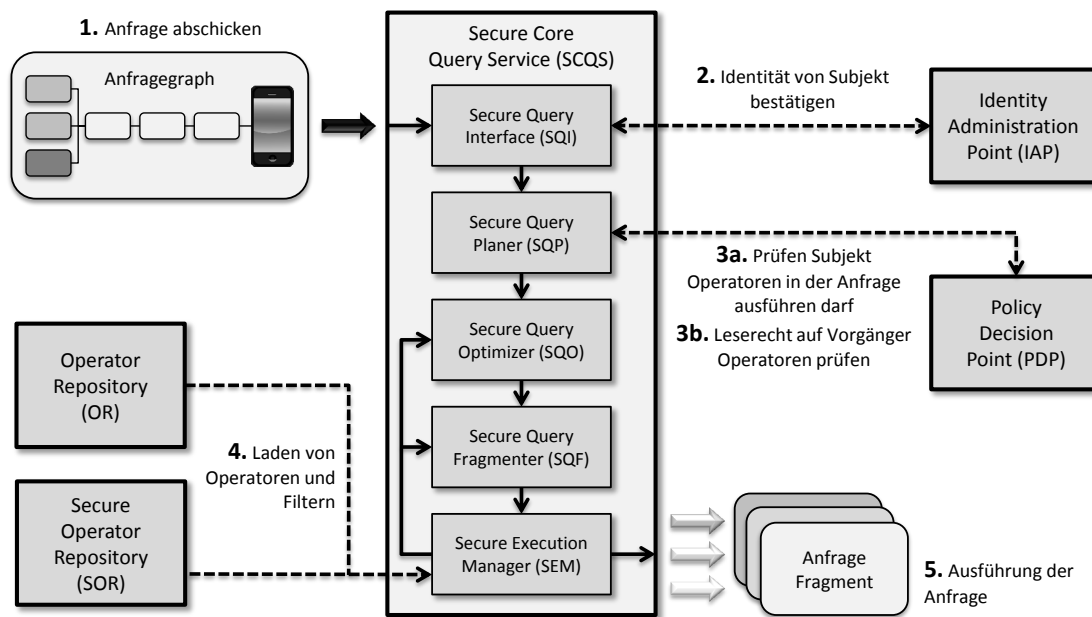 1. Anfrage abschicken
Anfragegraph
Secure Core
Query Service (SCQS)
Secure Query
Interface (SQI)
2. Identität von Subjekt
bestätigen
Identity
Administration
Point (IAP)
Secure Query
Planer (SQP)
3a. Prüfen Subjekt
Operatoren in der Anfrage
ausführen darf
3b. Leserecht auf Vorgänger
Operatoren prüfen
Policy
Decision
Point (PDP)
Secure Query
Optimizer (SQO)
Operator
Repository
(OR)
Secure Query
Fragmenter (SQF)
4. Laden von
Operatoren und
Filtern
Secure
Operator
Repository
(SOR)
Secure Execution
Manager (SEM)
Anfrage
Fragment
5. Ausführung der
Anfrage